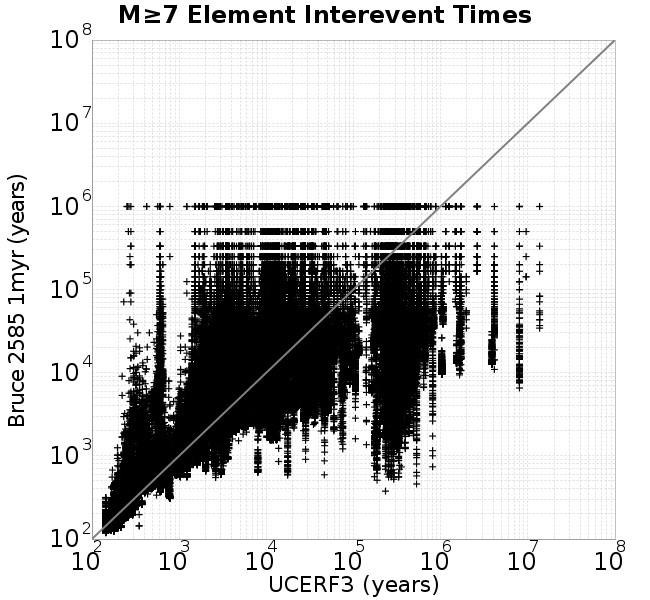 M≥7 Element Interevent Times
10^8
10^7
10^6
10^5
10^4
10^3
10^2
Bruce 2585 1myr (years)
10^2 10^3 10^4 10^5 10^6 10^7 10^8
UCERF3 (years)